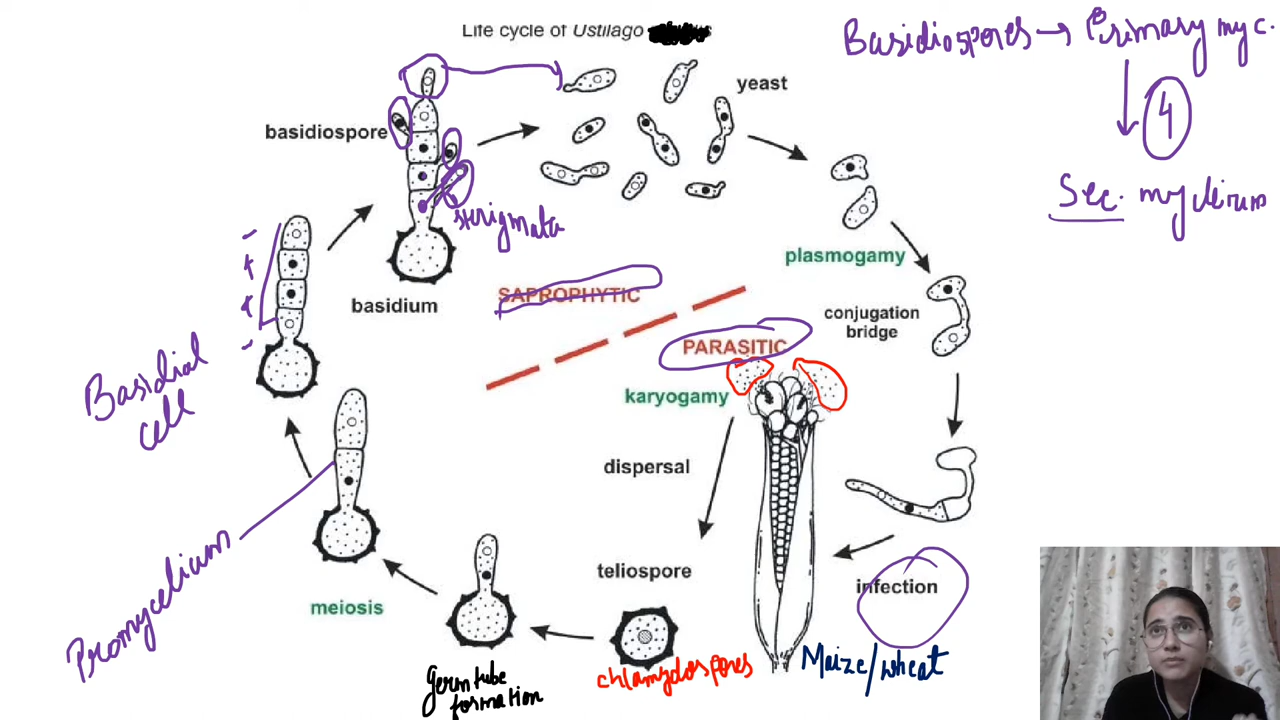 Life cycle of Ustilago
Basidiospores → Primary myc.
4
Sec. mycelium
yeast
basidiospore
sterigmata
plasmogamy
basidium
SAPROPHYTIC
conjugation
bridge
PARASITIC
karyogamy
Basidial
cell
dispersal
Promycelium
teliospore
infection
meiosis
Germ tube
formation
chlamydospores
Maize/wheat